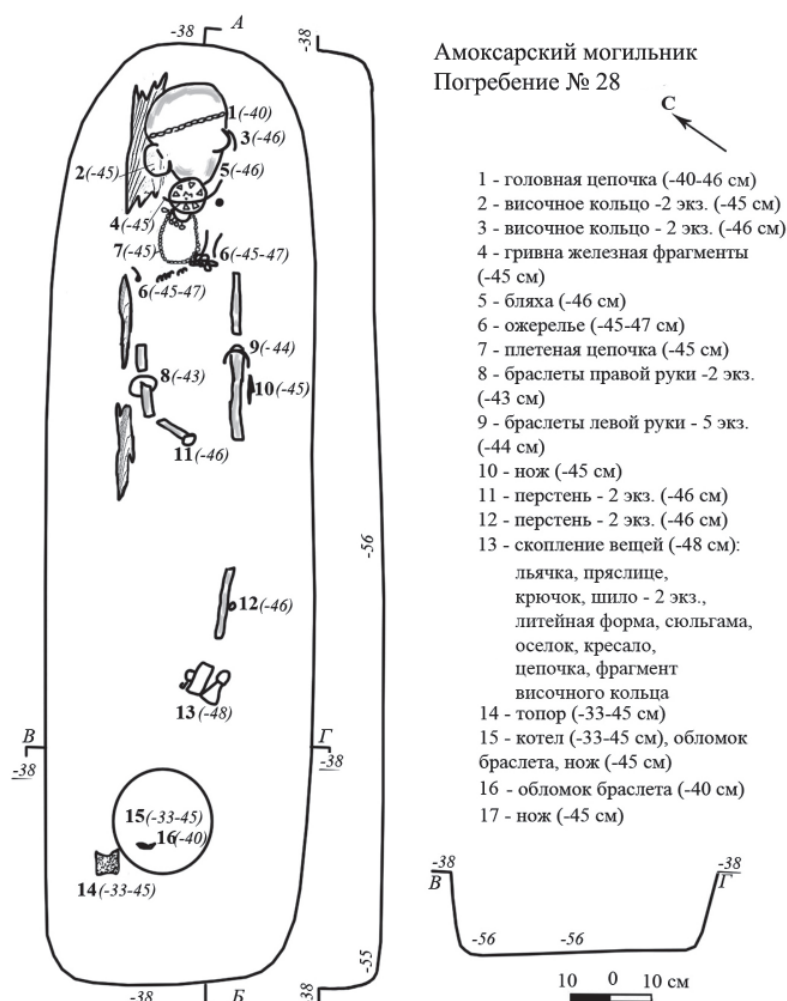 -38
А
-38
Амоксарский могильник
Погребение № 28
С
1(-40)
3(-46)
2(-45)
5(-46)
4(-45)
7(-45)
6(-45-47)
6(-45-47)
9(-44)
8(-43)
10(-45)
11(-46)
-56
12(-46)
13(-48)
В
Г
-38
-38
15(-33-45)
16(-40)
14(-33-45)
-55
-38
Б
-38
1 - головная цепочка (-40-46 см)
2 - височное кольцо -2 экз. (-45 см)
3 - височное кольцо - 2 экз. (-46 см)
4 - гривна железная фрагменты
(-45 см)
5 - бляха (-46 см)
6 - ожерелье (-45-47 см)
7 - плетеная цепочка (-45 см)
8 - браслеты правой руки -2 экз.
(-43 см)
9 - браслеты левой руки - 5 экз.
(-44 см)
10 - нож (-45 см)
11 - перстень - 2 экз. (-46 см)
12 - перстень - 2 экз. (-46 см)
13 - скопление вещей (-48 см):
льячка, пряслице,
крючок, шило - 2 экз.,
литейная форма, сюльгама,
оселок, кресало,
цепочка, фрагмент
височного кольца
14 - топор (-33-45 см)
15 - котел (-33-45 см), обломок
браслета, нож (-45 см)
16 - обломок браслета (-40 см)
17 - нож (-45 см)
-38
В
-38
Г
-56
-56
10 0 10 см